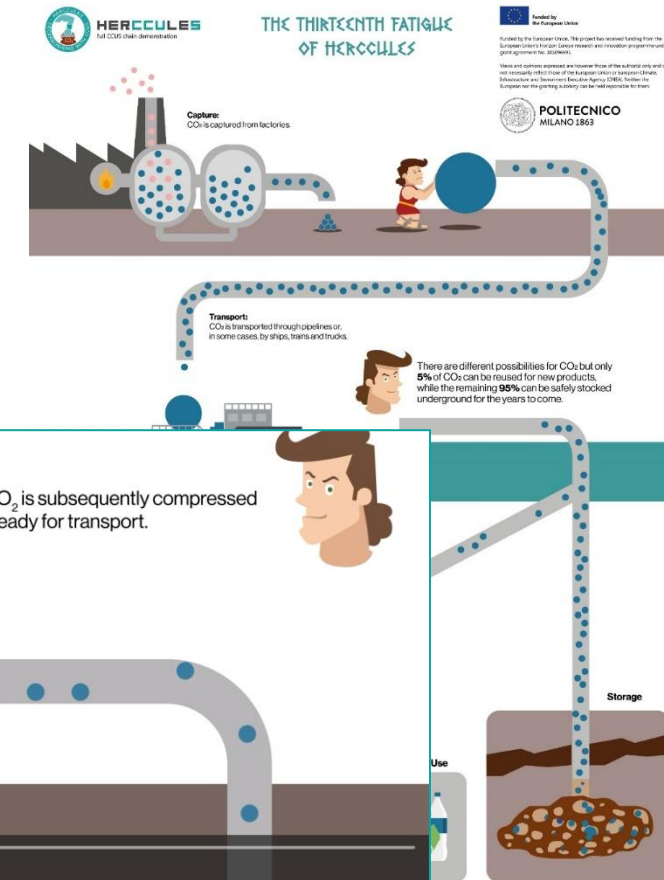 HERCCULES
full CCUS chain demonstration
THE THIRTEENTH FATIGUE
OF HERCCULES
Funded by
the European Union
Funded by the European Union. This project has received funding from the
European Union's Horizon Europe research and innovation programme und
grant agreement No.
Views and opinions expressed are however those of the author(s) only and
not necessarily reflect those of the European Union or European Climate,
Infrastructure and Environment Executive Agency (CINEA). Neither the
European nor the granting authority can be held responsible for them.
POLITECNICO
MILANO 1863
Capture:
CO₂ is captured from factories.
Transport:
CO₂ is transported through pipelines or,
in some cases, by ships, trains and trucks.
There are different possibilities for CO₂ but only
5% of CO₂ can be reused for new products,
while the remaining 95% can be safely stocked
underground for the years to come.
O₂ is subsequently compressed
eady for transport.
Storage
Use